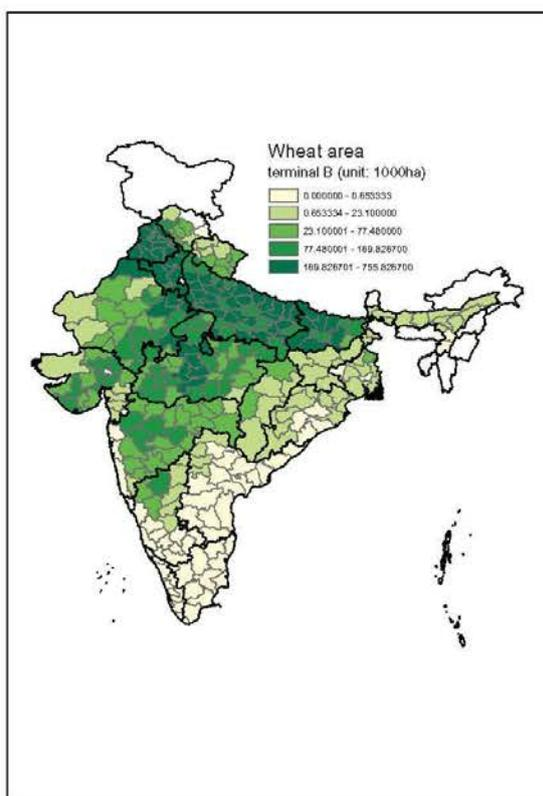 Wheat area
terminal B (unit: 1000ha)
0.000000 - 0.653333
0.653334 - 23.100000
23.100001 - 77.480000
77.480001 - 169.826700
169.826701 - 755.826700